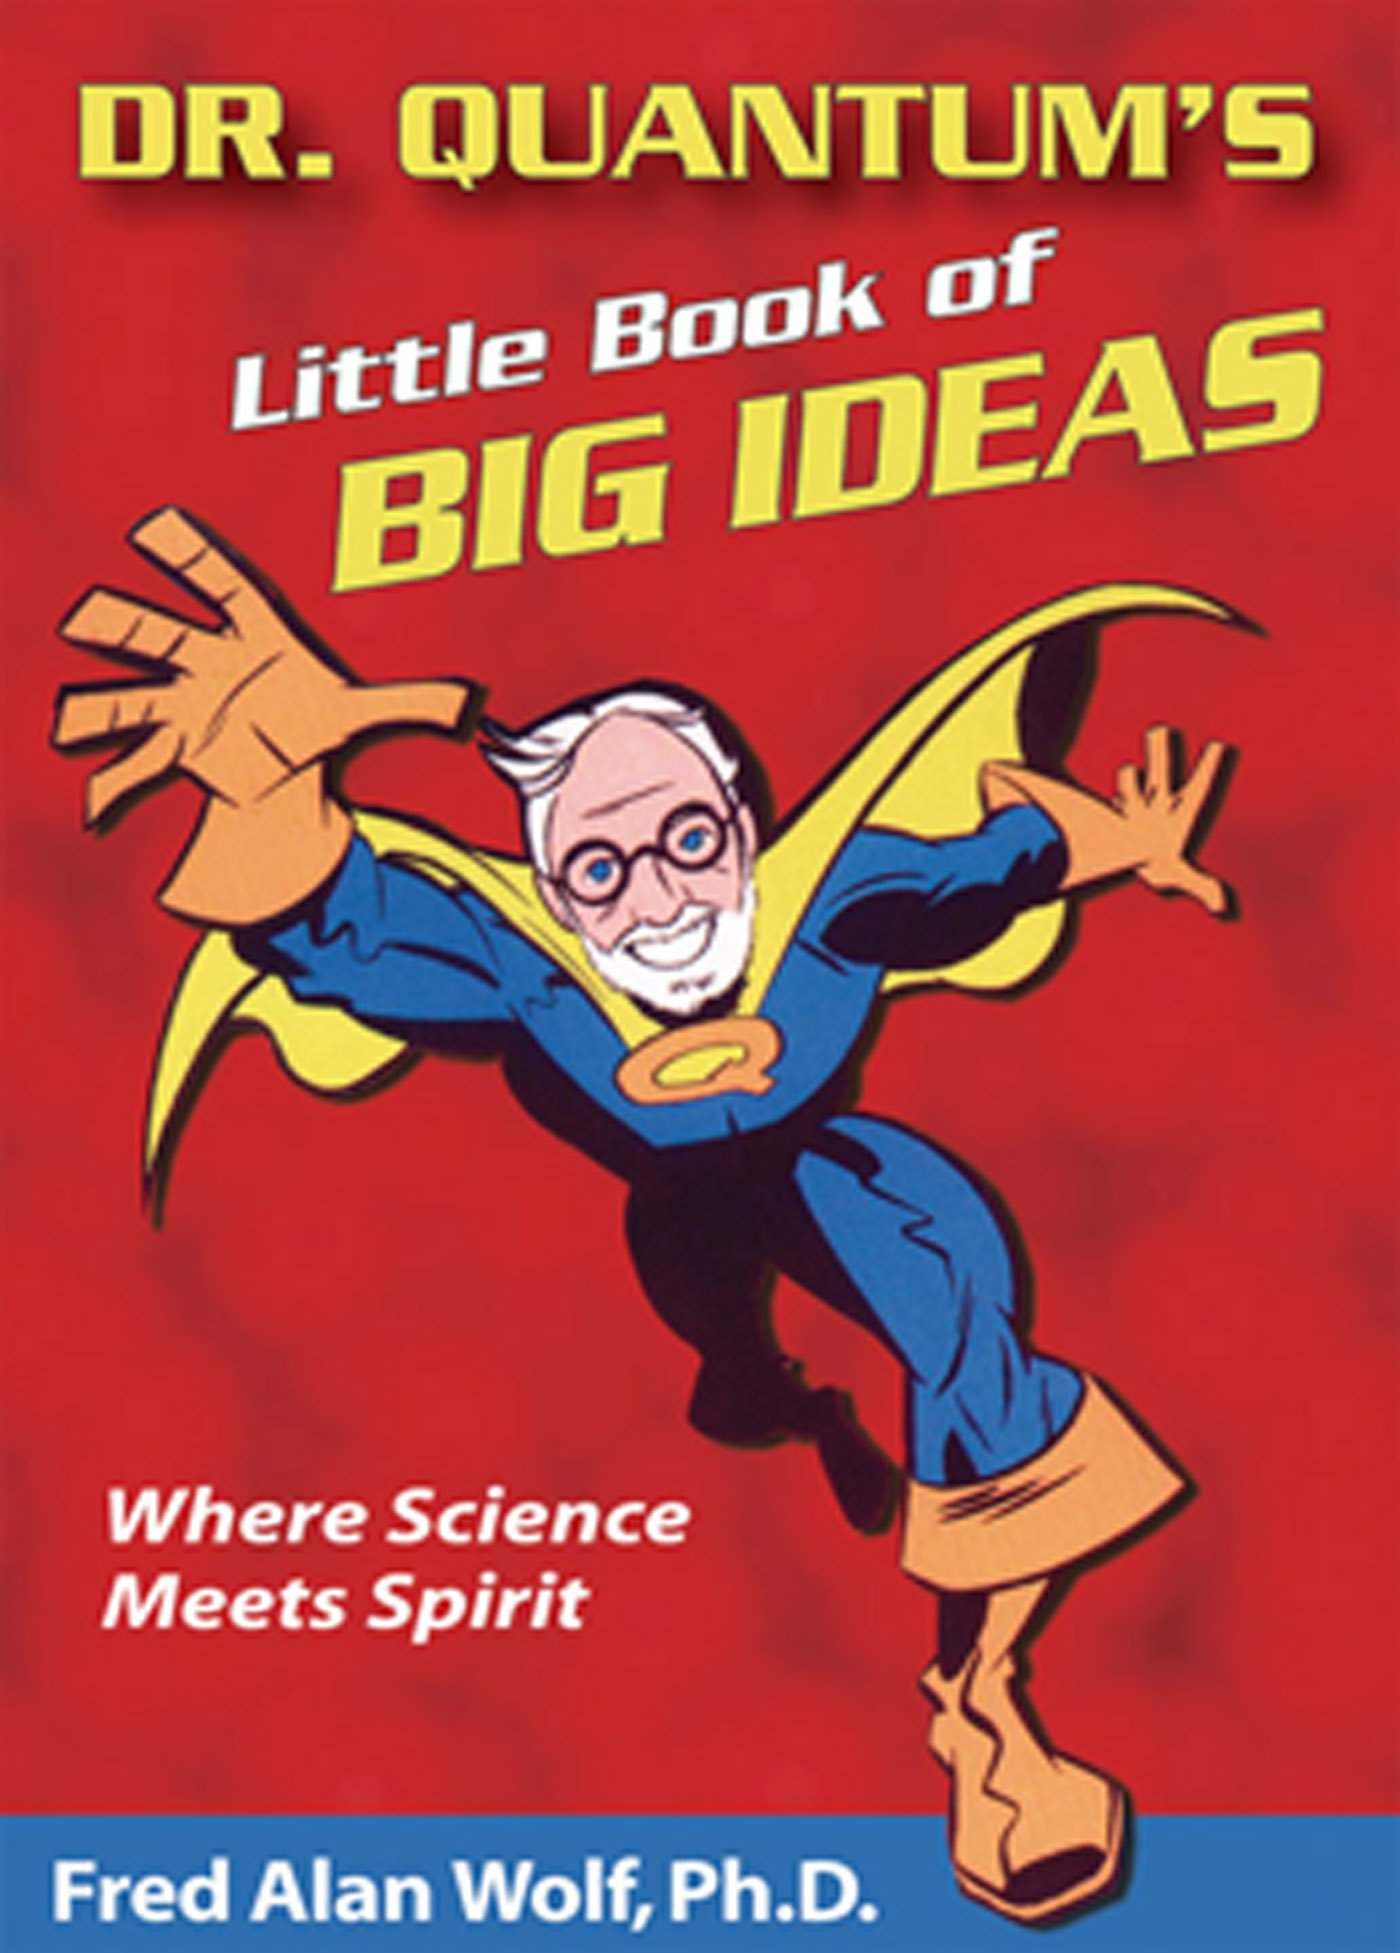 DR. QUANTUM'S
Little Book of
BIG IDEAS
Q
Where Science
Meets Spirit
Fred Alan Wolf, Ph.D.